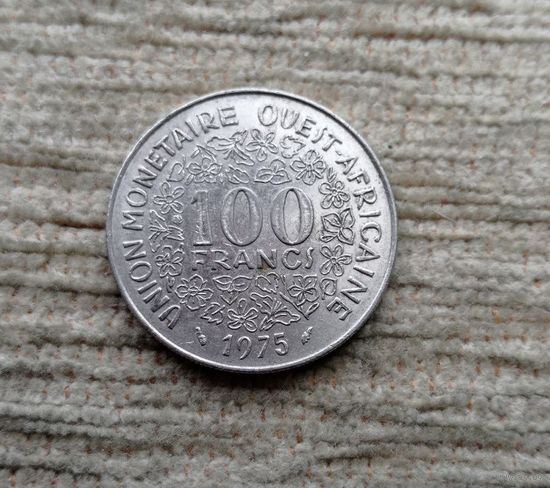 UNION MONETAIRE OUEST-AFRICAINE
100
FRANCS
1975